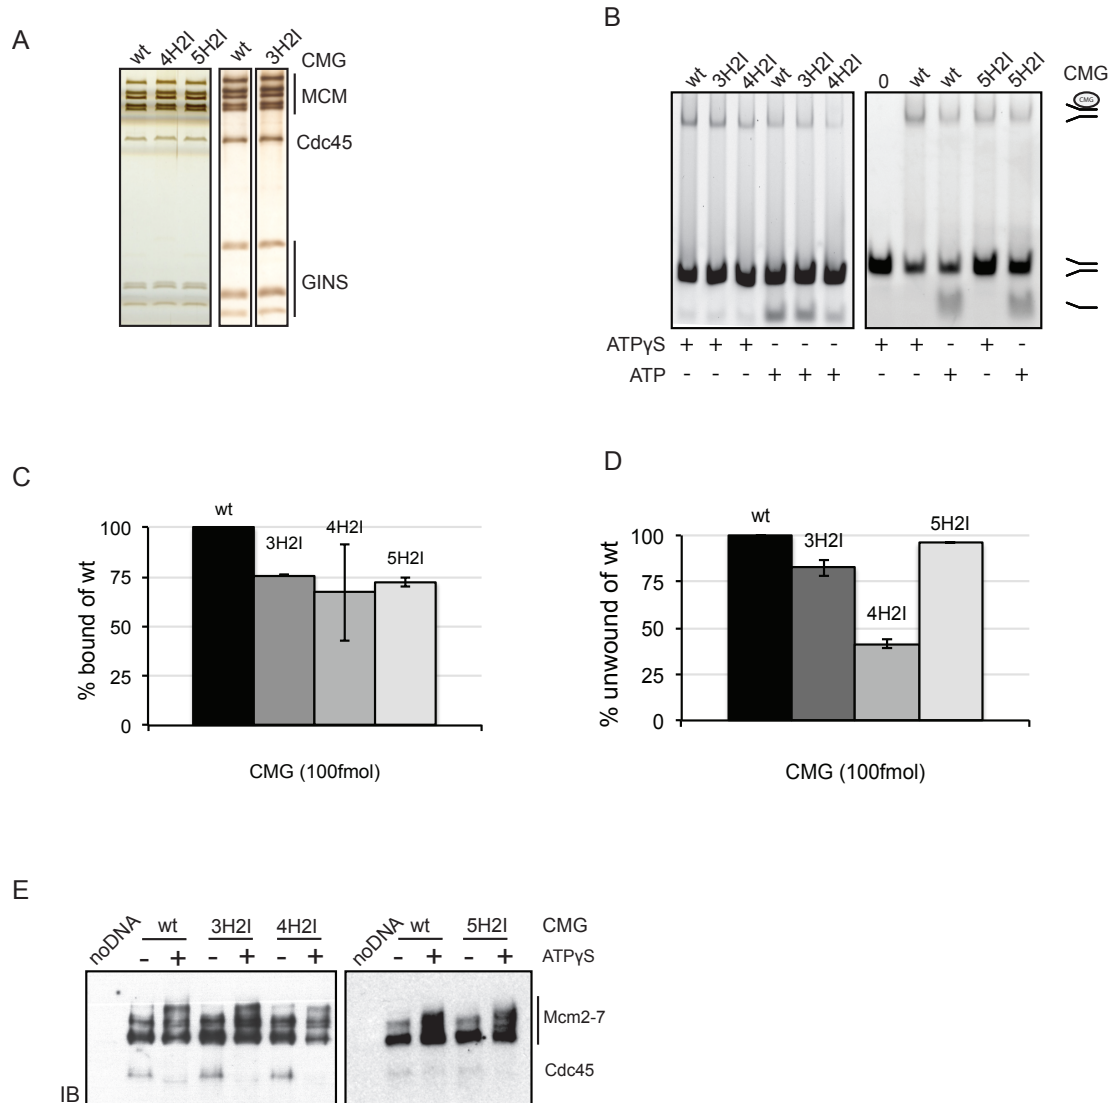 A
wt 4H2I 5H2I wt 3H2I CMG
MCM
Cdc45
GINS
B
wt 3H2I 4H2I wt 3H2I 4H2I 0 wt wt 5H2I 5H2I CMG
CMG
ATPγS + + + - - - + + - + -
ATP - - - + + + - - + - +
C
% bound of wt
100
75
50
25
0
wt
3H2I
4H2I
5H2I
CMG (100fmol)
D
% unwound of wt
100
75
50
25
0
wt
3H2I
4H2I
5H2I
CMG (100fmol)
E
noDNA wt 3H2I 4H2I noDNA wt 5H2I CMG
- + - + - + - + - + ATPγS
Mcm2-7
Cdc45
IB